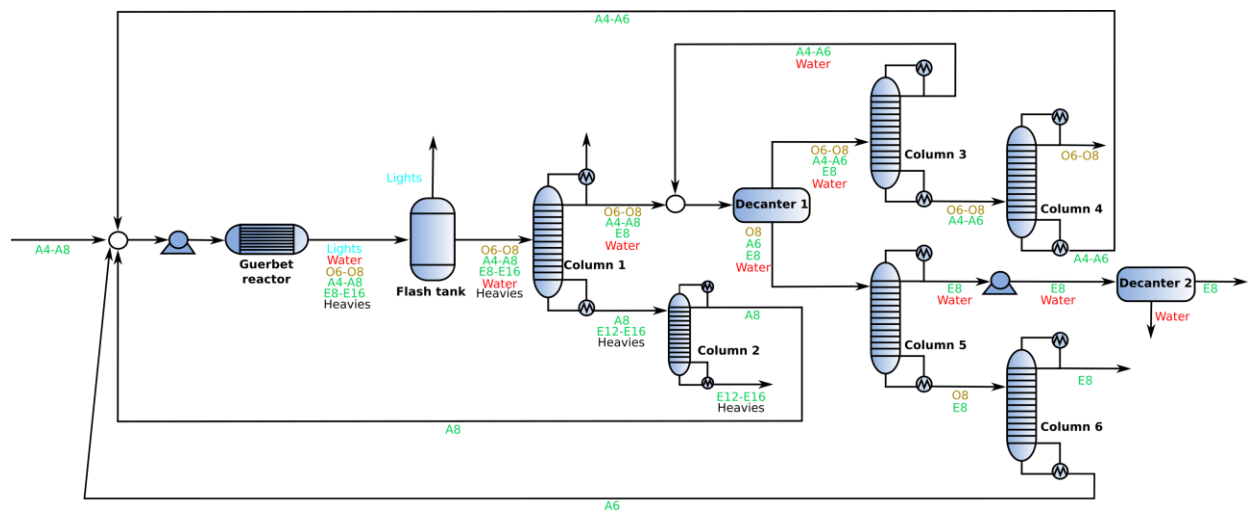 A4-A6
A4-A6
Water
Lights
O6-O8
A4-A6
E8
Water
Column 3
O6-O8
Column 4
O6-O8
A4-A6
A4-A6
A4-A8
Guerbet
reactor
Lights
Water
O6-O8
A4-A8
E8-E16
Heavies
Flash tank
O6-O8
A4-A8
E8-E16
Water
Heavies
Column 1
O6-O8
A4-A8
E8
Water
Decanter 1
O8
A6
E8
Water
A8
E12-E16
Heavies
Column 2
A8
E12-E16
Heavies
A8
Column 5
E8
Water
E8
Water
Decanter 2
E8
Water
O8
E8
Column 6
E8
A6